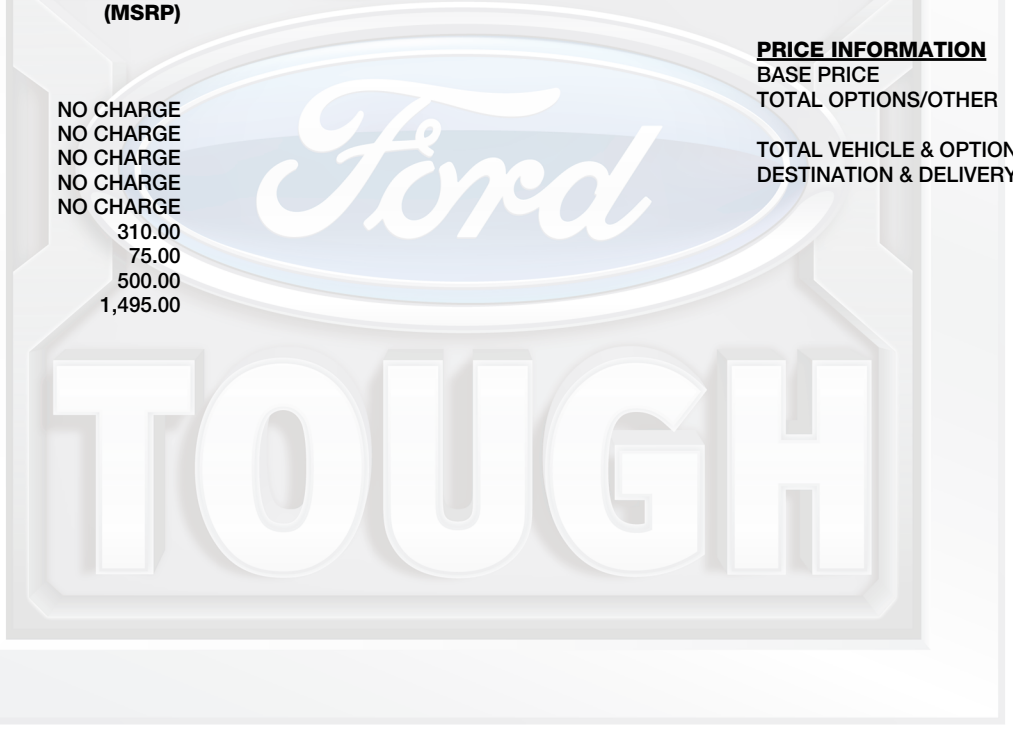 (MSRP)
NO CHARGE
NO CHARGE
NO CHARGE
NO CHARGE
NO CHARGE
310.00
75.00
500.00
1,495.00
PRICE INFORMATION
BASE PRICE
TOTAL OPTIONS/OTHER
TOTAL VEHICLE & OPTION
DESTINATION & DELIVERY
Ford
TOUGH